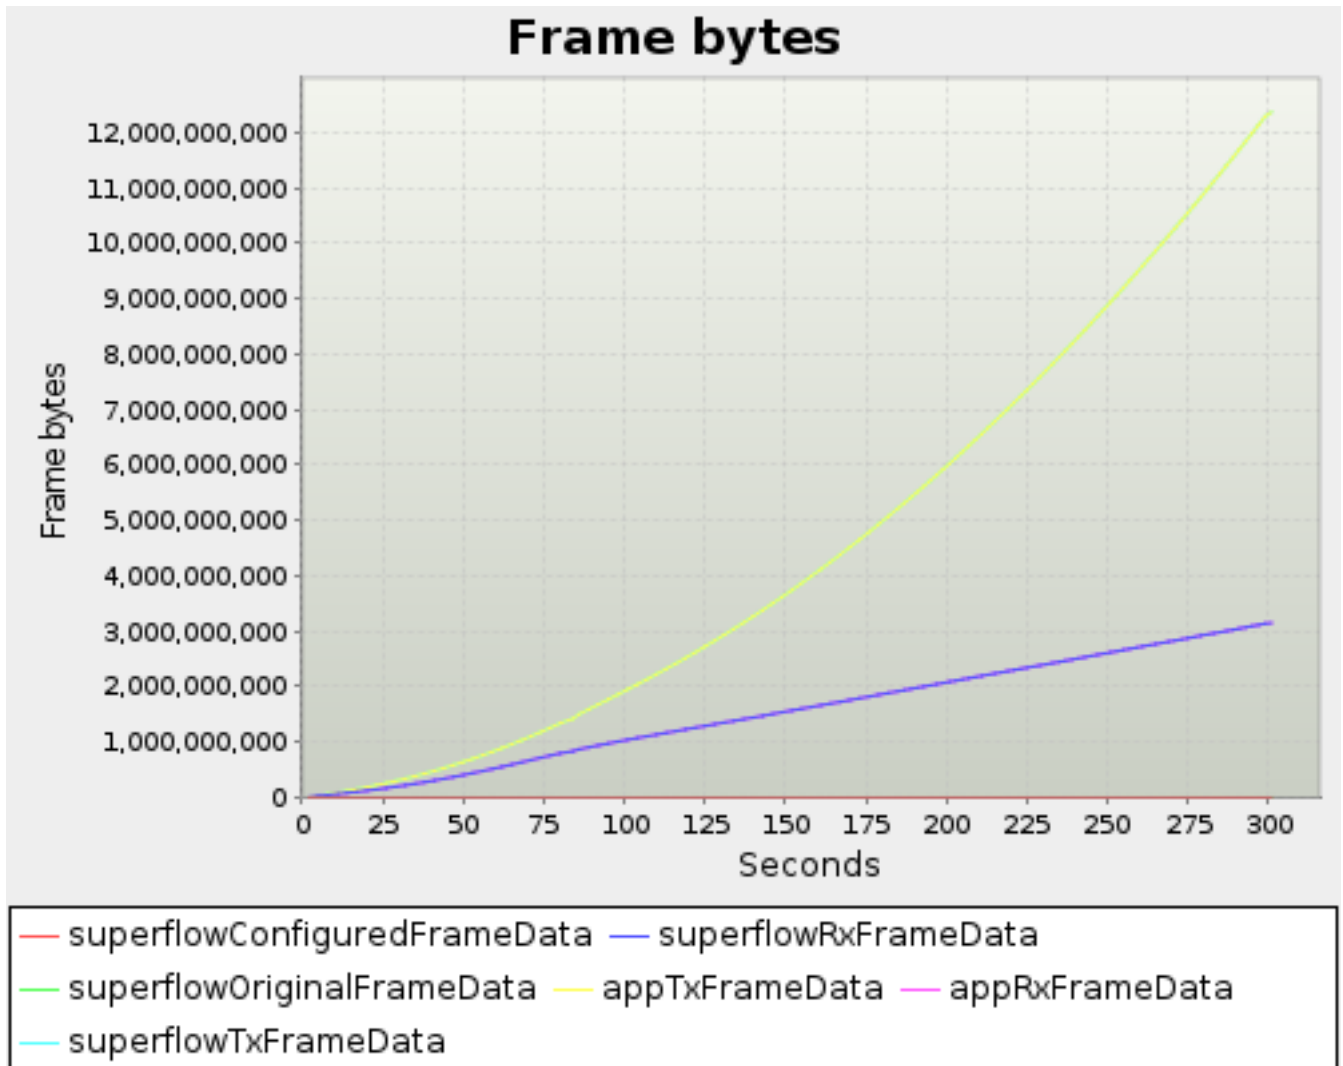 Frame bytes
12,000,000,000
11,000,000,000
10,000,000,000
9,000,000,000
8,000,000,000
7,000,000,000
6,000,000,000
5,000,000,000
4,000,000,000
3,000,000,000
2,000,000,000
1,000,000,000
0
Frame bytes
0 25 50 75 100 125 150 175 200 225 250 275 300
Seconds
superflowConfiguredFrameData superflowRxFrameData
superflowOriginalFrameData appTxFrameData appRxFrameData
superflowTxFrameData